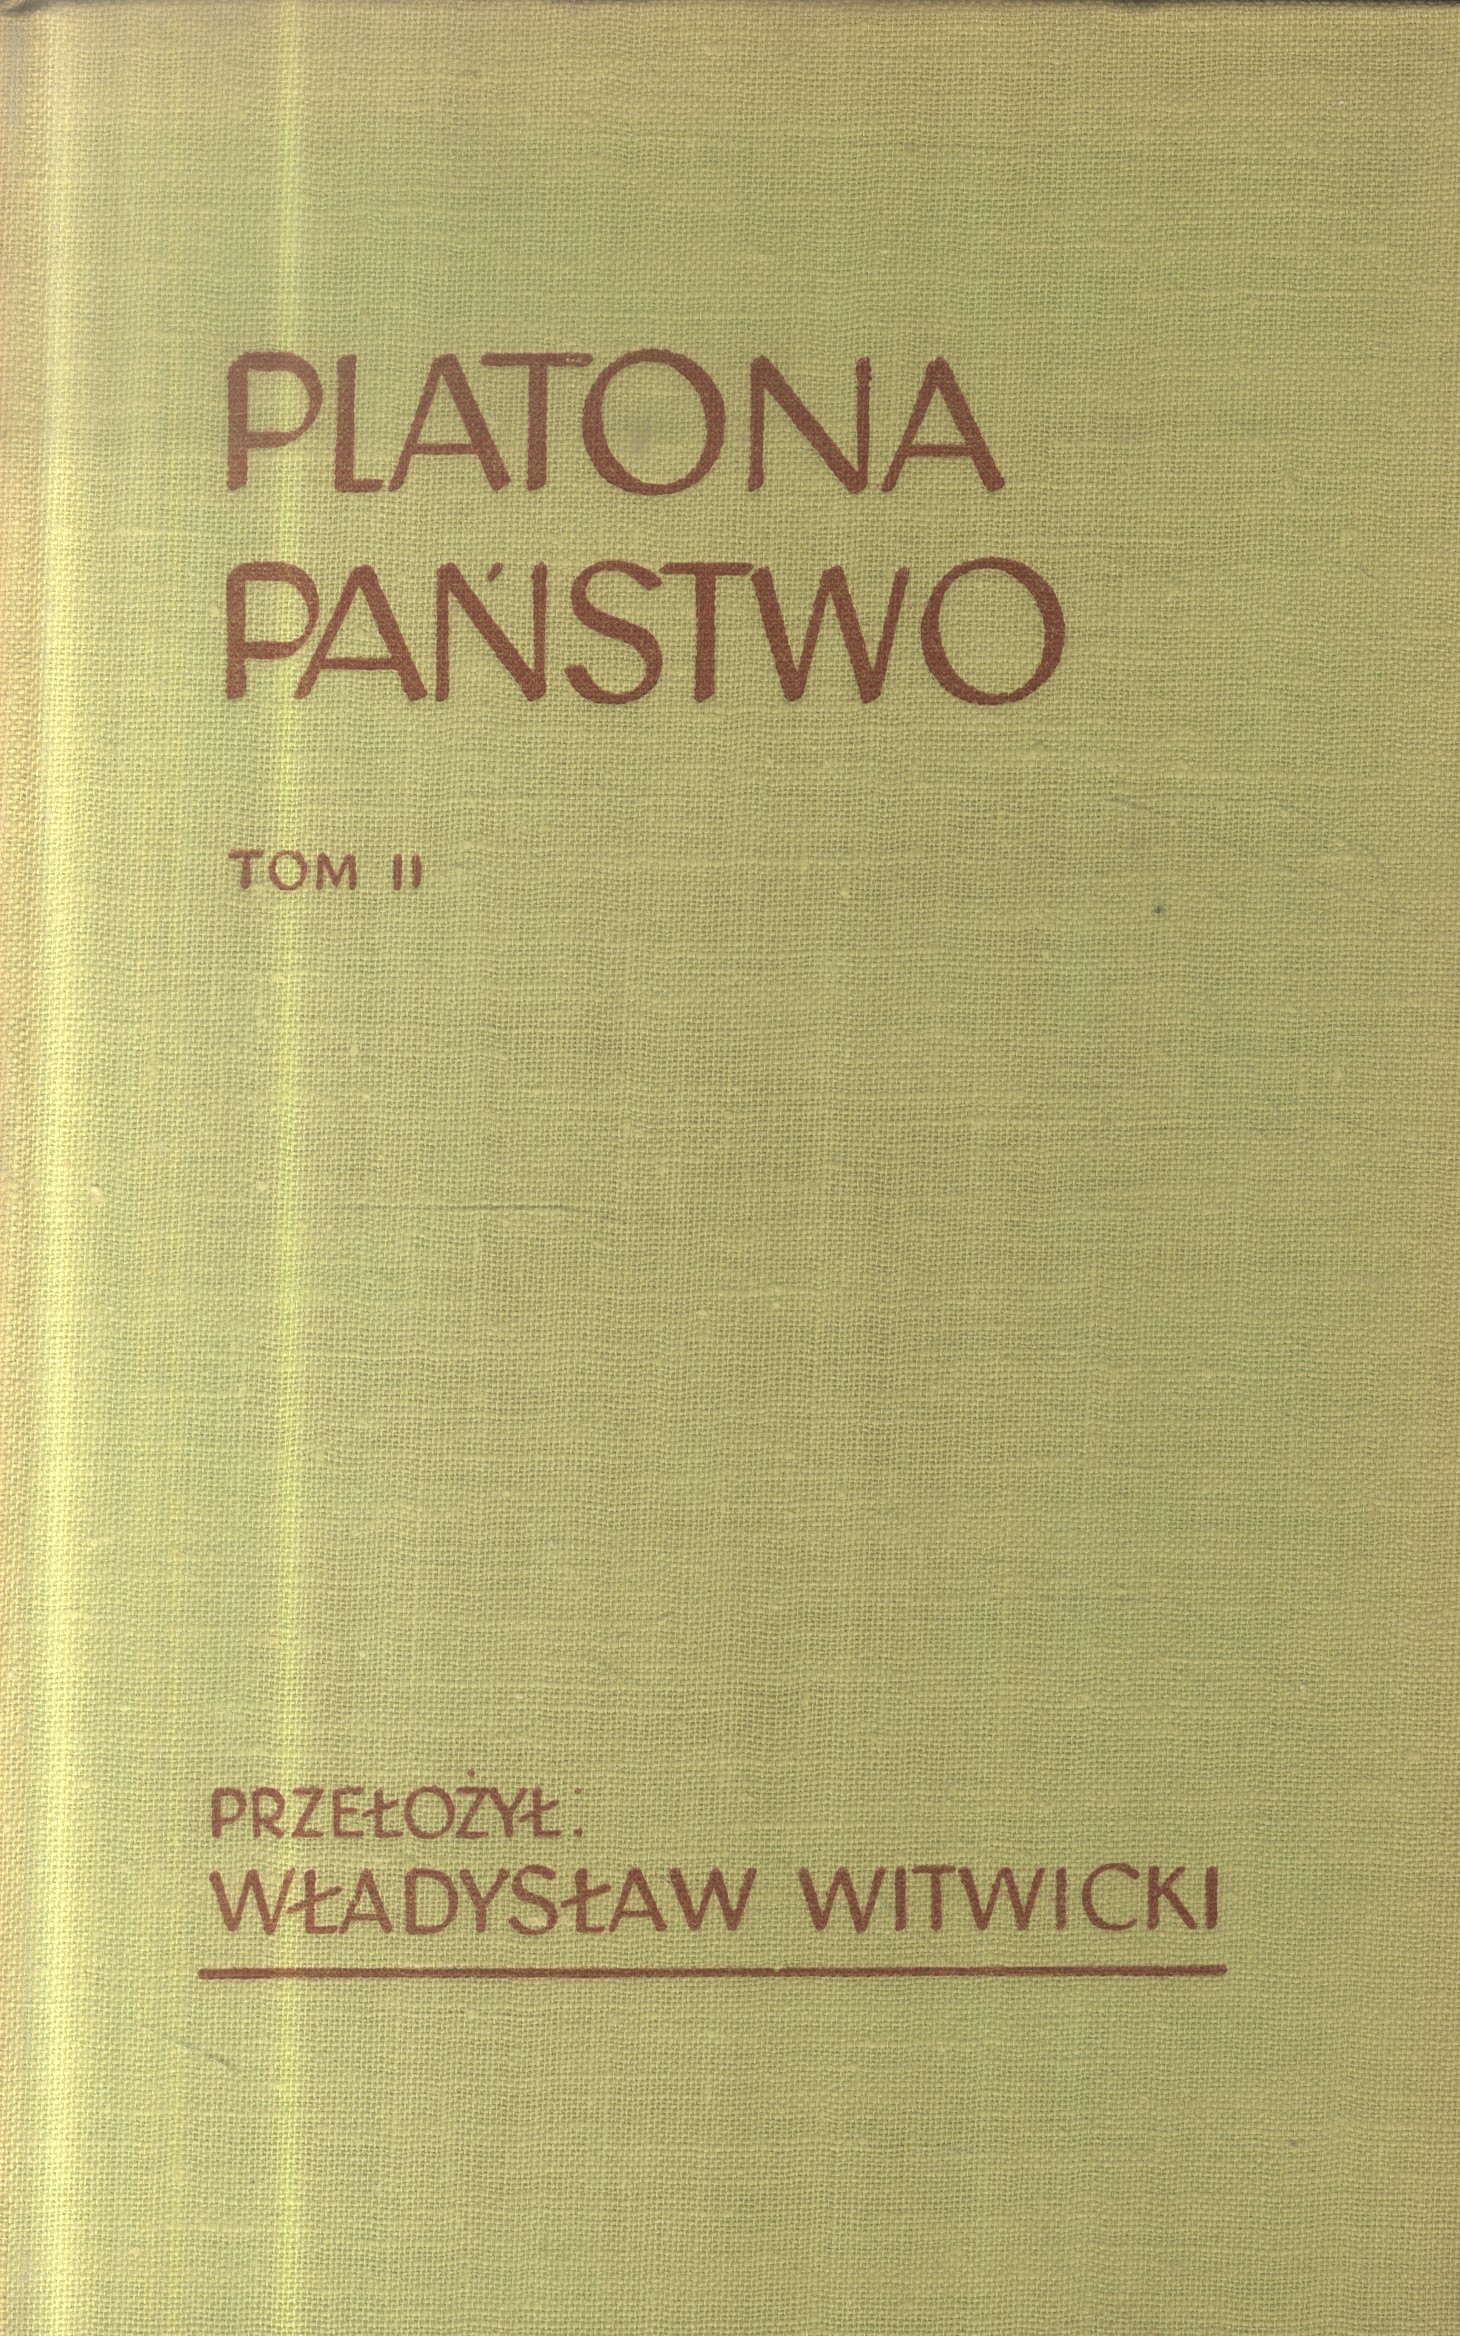 PLATONA
PAŃSTWO
TOM II
PRZEŁOŻYŁ:
WŁADYSŁAW WITWICKI